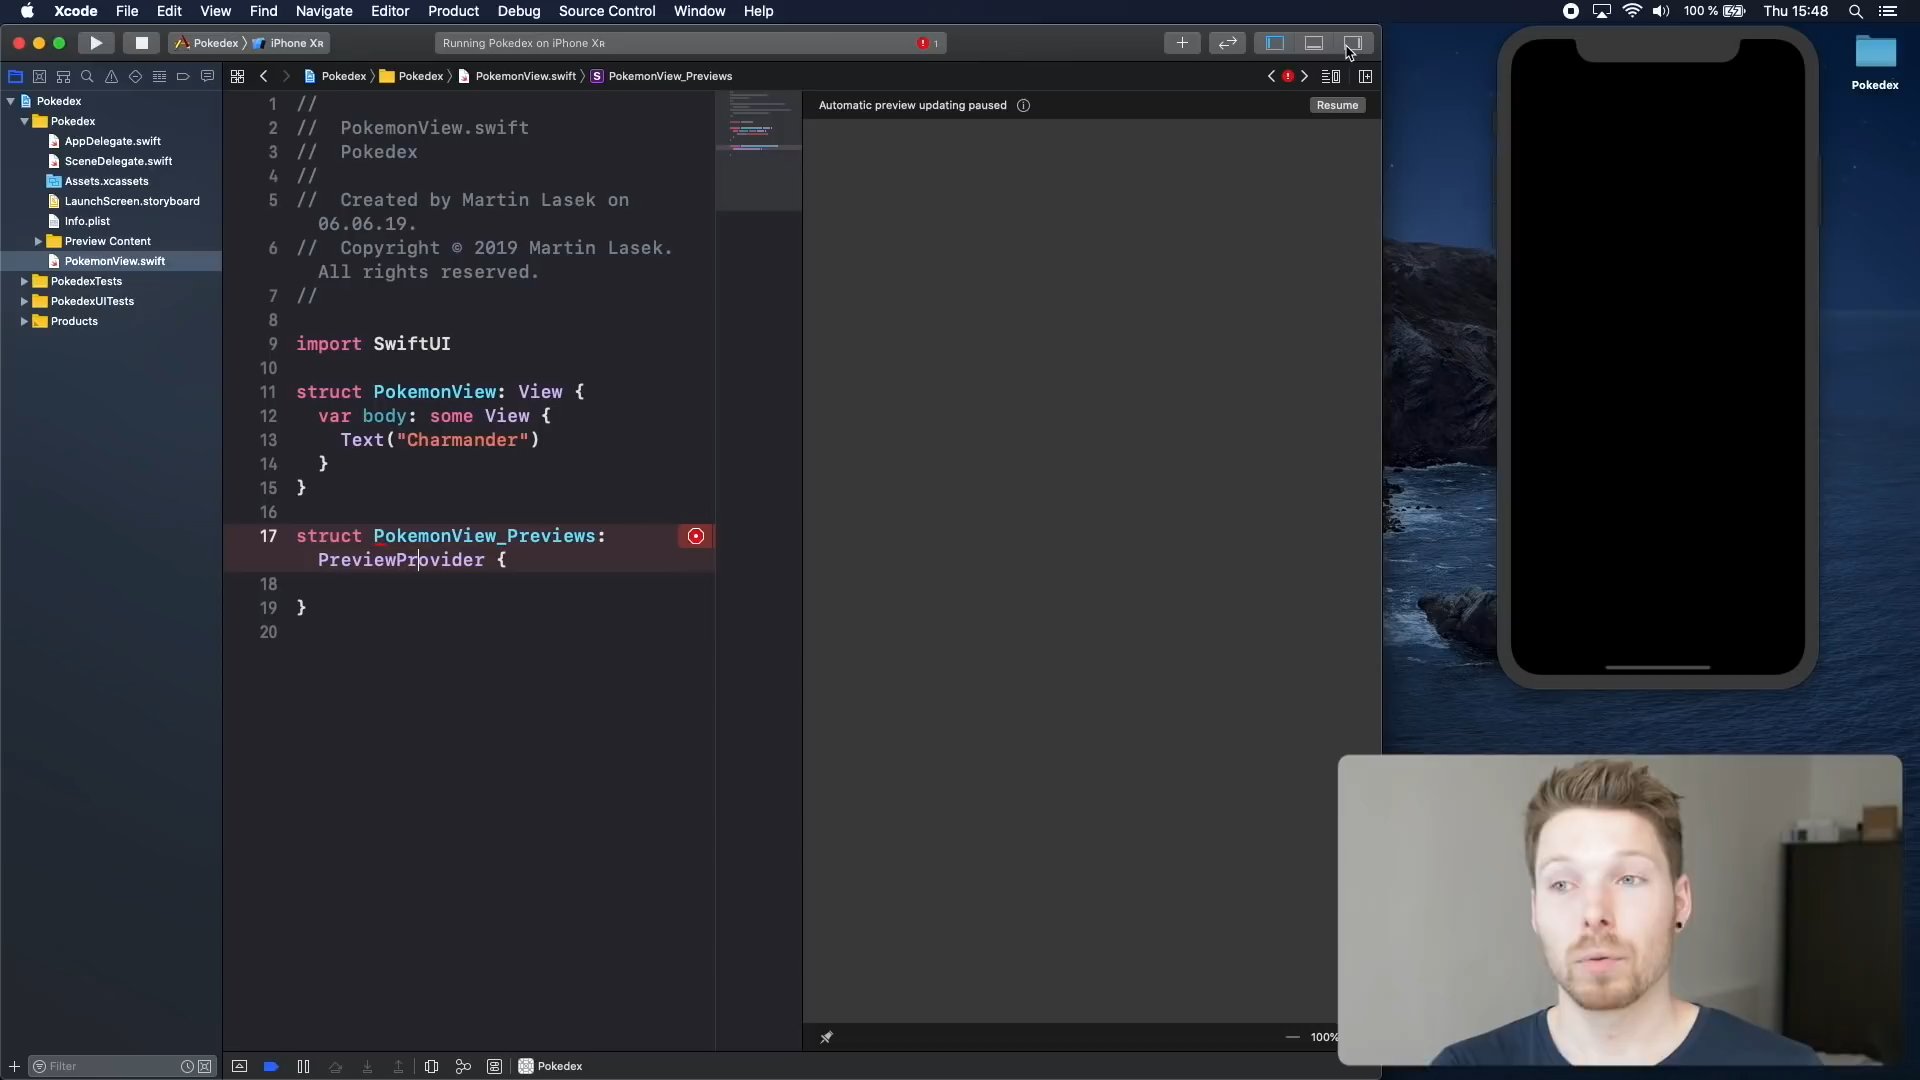 Xcode File Edit View Find Navigate Editor Product Debug Source Control Window Help 100 % Thu 15:48
Pokedex iPhone XR Running Pokedex on iPhone XR 1
Pokedex Pokedex PokemonView.swift S PokemonView_Previews
Pokedex
Pokedex
Pokedex
AppDelegate.swift
SceneDelegate.swift
Assets.xcassets
LaunchScreen.storyboard
Info.plist
Preview Content
PokemonView.swift
PokedexTests
PokedexUITests
Products
1 //
2 // PokemonView.swift
3 // Pokedex
4 //
5 // Created by Martin Lasek on
06.06.19.
6 // Copyright © 2019 Martin Lasek.
All rights reserved.
7 //
8
9 import SwiftUI
10
11 struct PokemonView: View {
12 var body: some View {
13 Text("Charmander")
14 }
15 }
16
17 struct PokemonView_Previews:
PreviewProvider {
18
19 }
20
Automatic preview updating paused Resume
100%
Filter Pokedex